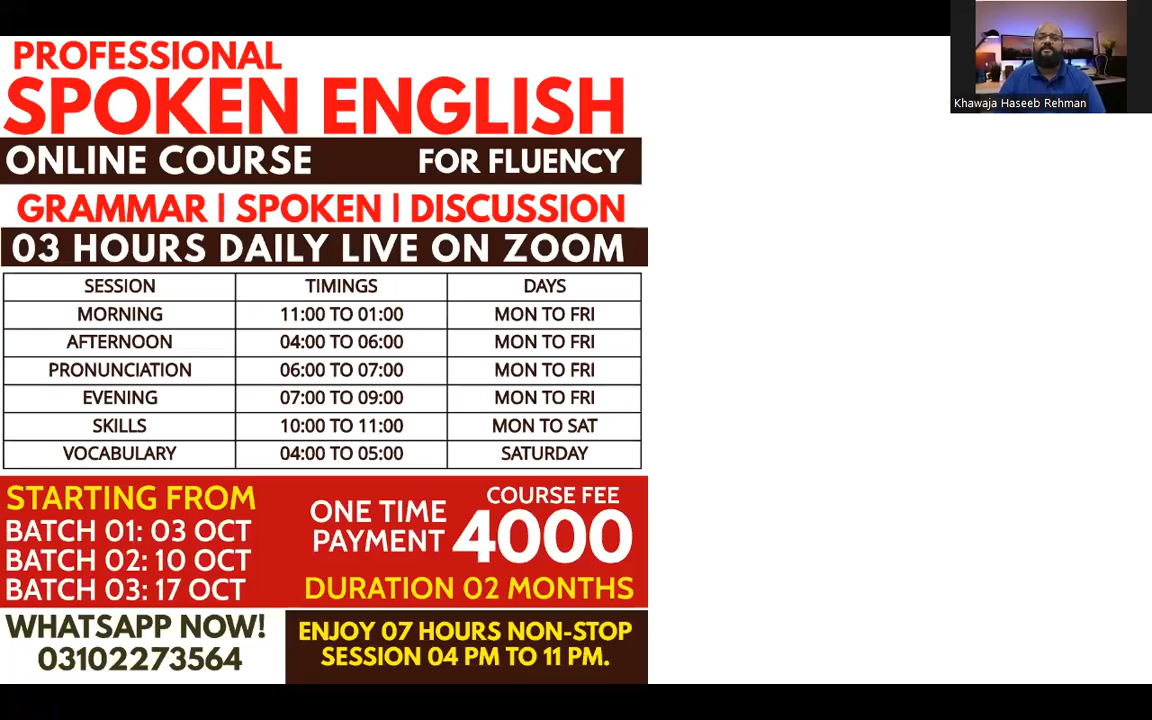 PROFESSIONAL
SPOKEN ENGLISH
ONLINE COURSE FOR FLUENCY
GRAMMAR | SPOKEN | DISCUSSION
03 HOURS DAILY LIVE ON ZOOM
SESSION TIMINGS DAYS
MORNING 11:00 TO 01:00 MON TO FRI
AFTERNOON 04:00 TO 06:00 MON TO FRI
PRONUNCIATION 06:00 TO 07:00 MON TO FRI
EVENING 07:00 TO 09:00 MON TO FRI
SKILLS 10:00 TO 11:00 MON TO SAT
VOCABULARY 04:00 TO 05:00 SATURDAY
STARTING FROM
BATCH 01: 03 OCT
BATCH 02: 10 OCT
BATCH 03: 17 OCT
ONE TIME
PAYMENT
COURSE FEE
4000
DURATION 02 MONTHS
WHATSAPP NOW!
03102273564
ENJOY 07 HOURS NON-STOP
SESSION 04 PM TO 11 PM.
Khawaja Haseeb Rehman